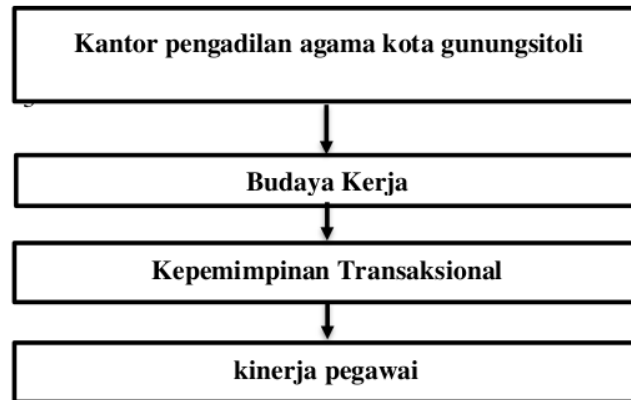 Kantor pengadilan agama kota gunungsitoli
Budaya Kerja
Kepemimpinan Transaksional
kinerja pegawai